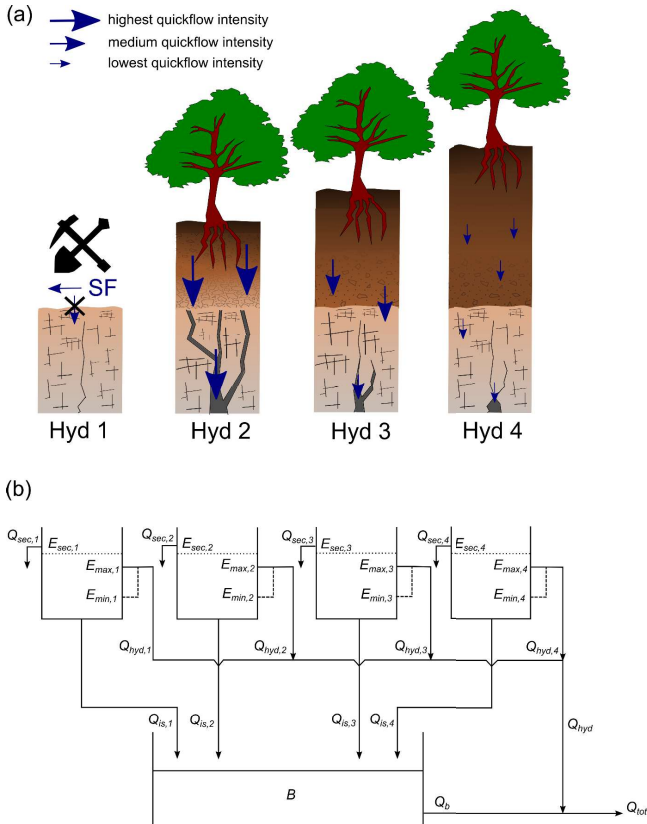 (a)
highest quickflow intensity
medium quickflow intensity
lowest quickflow intensity
SF
Hyd 1
Hyd 2
Hyd 3
Hyd 4
(b)
Qsec,1
Esec,1
Emax,1
Emin,1
Qsec,2
Esec,2
Emax,2
Emin,2
Qsec,3
Esec,3
Emax,3
Emin,3
Qsec,4
Esec,4
Emax,4
Emin,4
Qhyd,1
Qhyd,2
Qhyd,3
Qhyd,4
Qis,1
Qis,2
Qis,3
Qis,4
Qhyd
B
Qb
Qtot